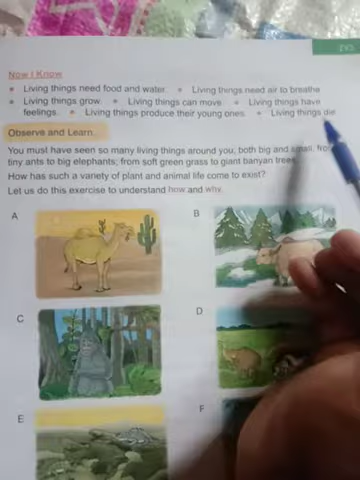 Now I Know
• Living things need food and water. • Living things need air to breathe
• Living things grow. • Living things can move • Living things have
feelings. • Living things produce their young ones. • Living things die
Observe and Learn
You must have seen so many living things around you, both big and small, from
tiny ants to big elephants; from soft green grass to giant banyan trees.
How has such a variety of plant and animal life come to exist?
Let us do this exercise to understand how and why.
A
B
C
D
E
F